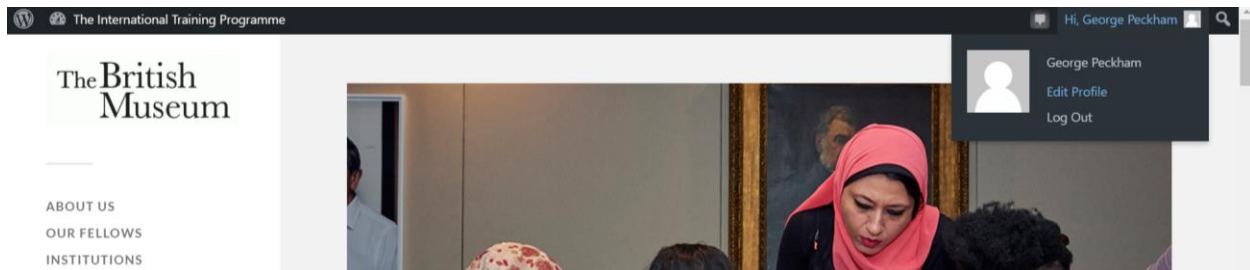 The International Training Programme
Hi, George Peckham
George Peckham
Edit Profile
Log Out
The British
Museum
ABOUT US
OUR FELLOWS
INSTITUTIONS